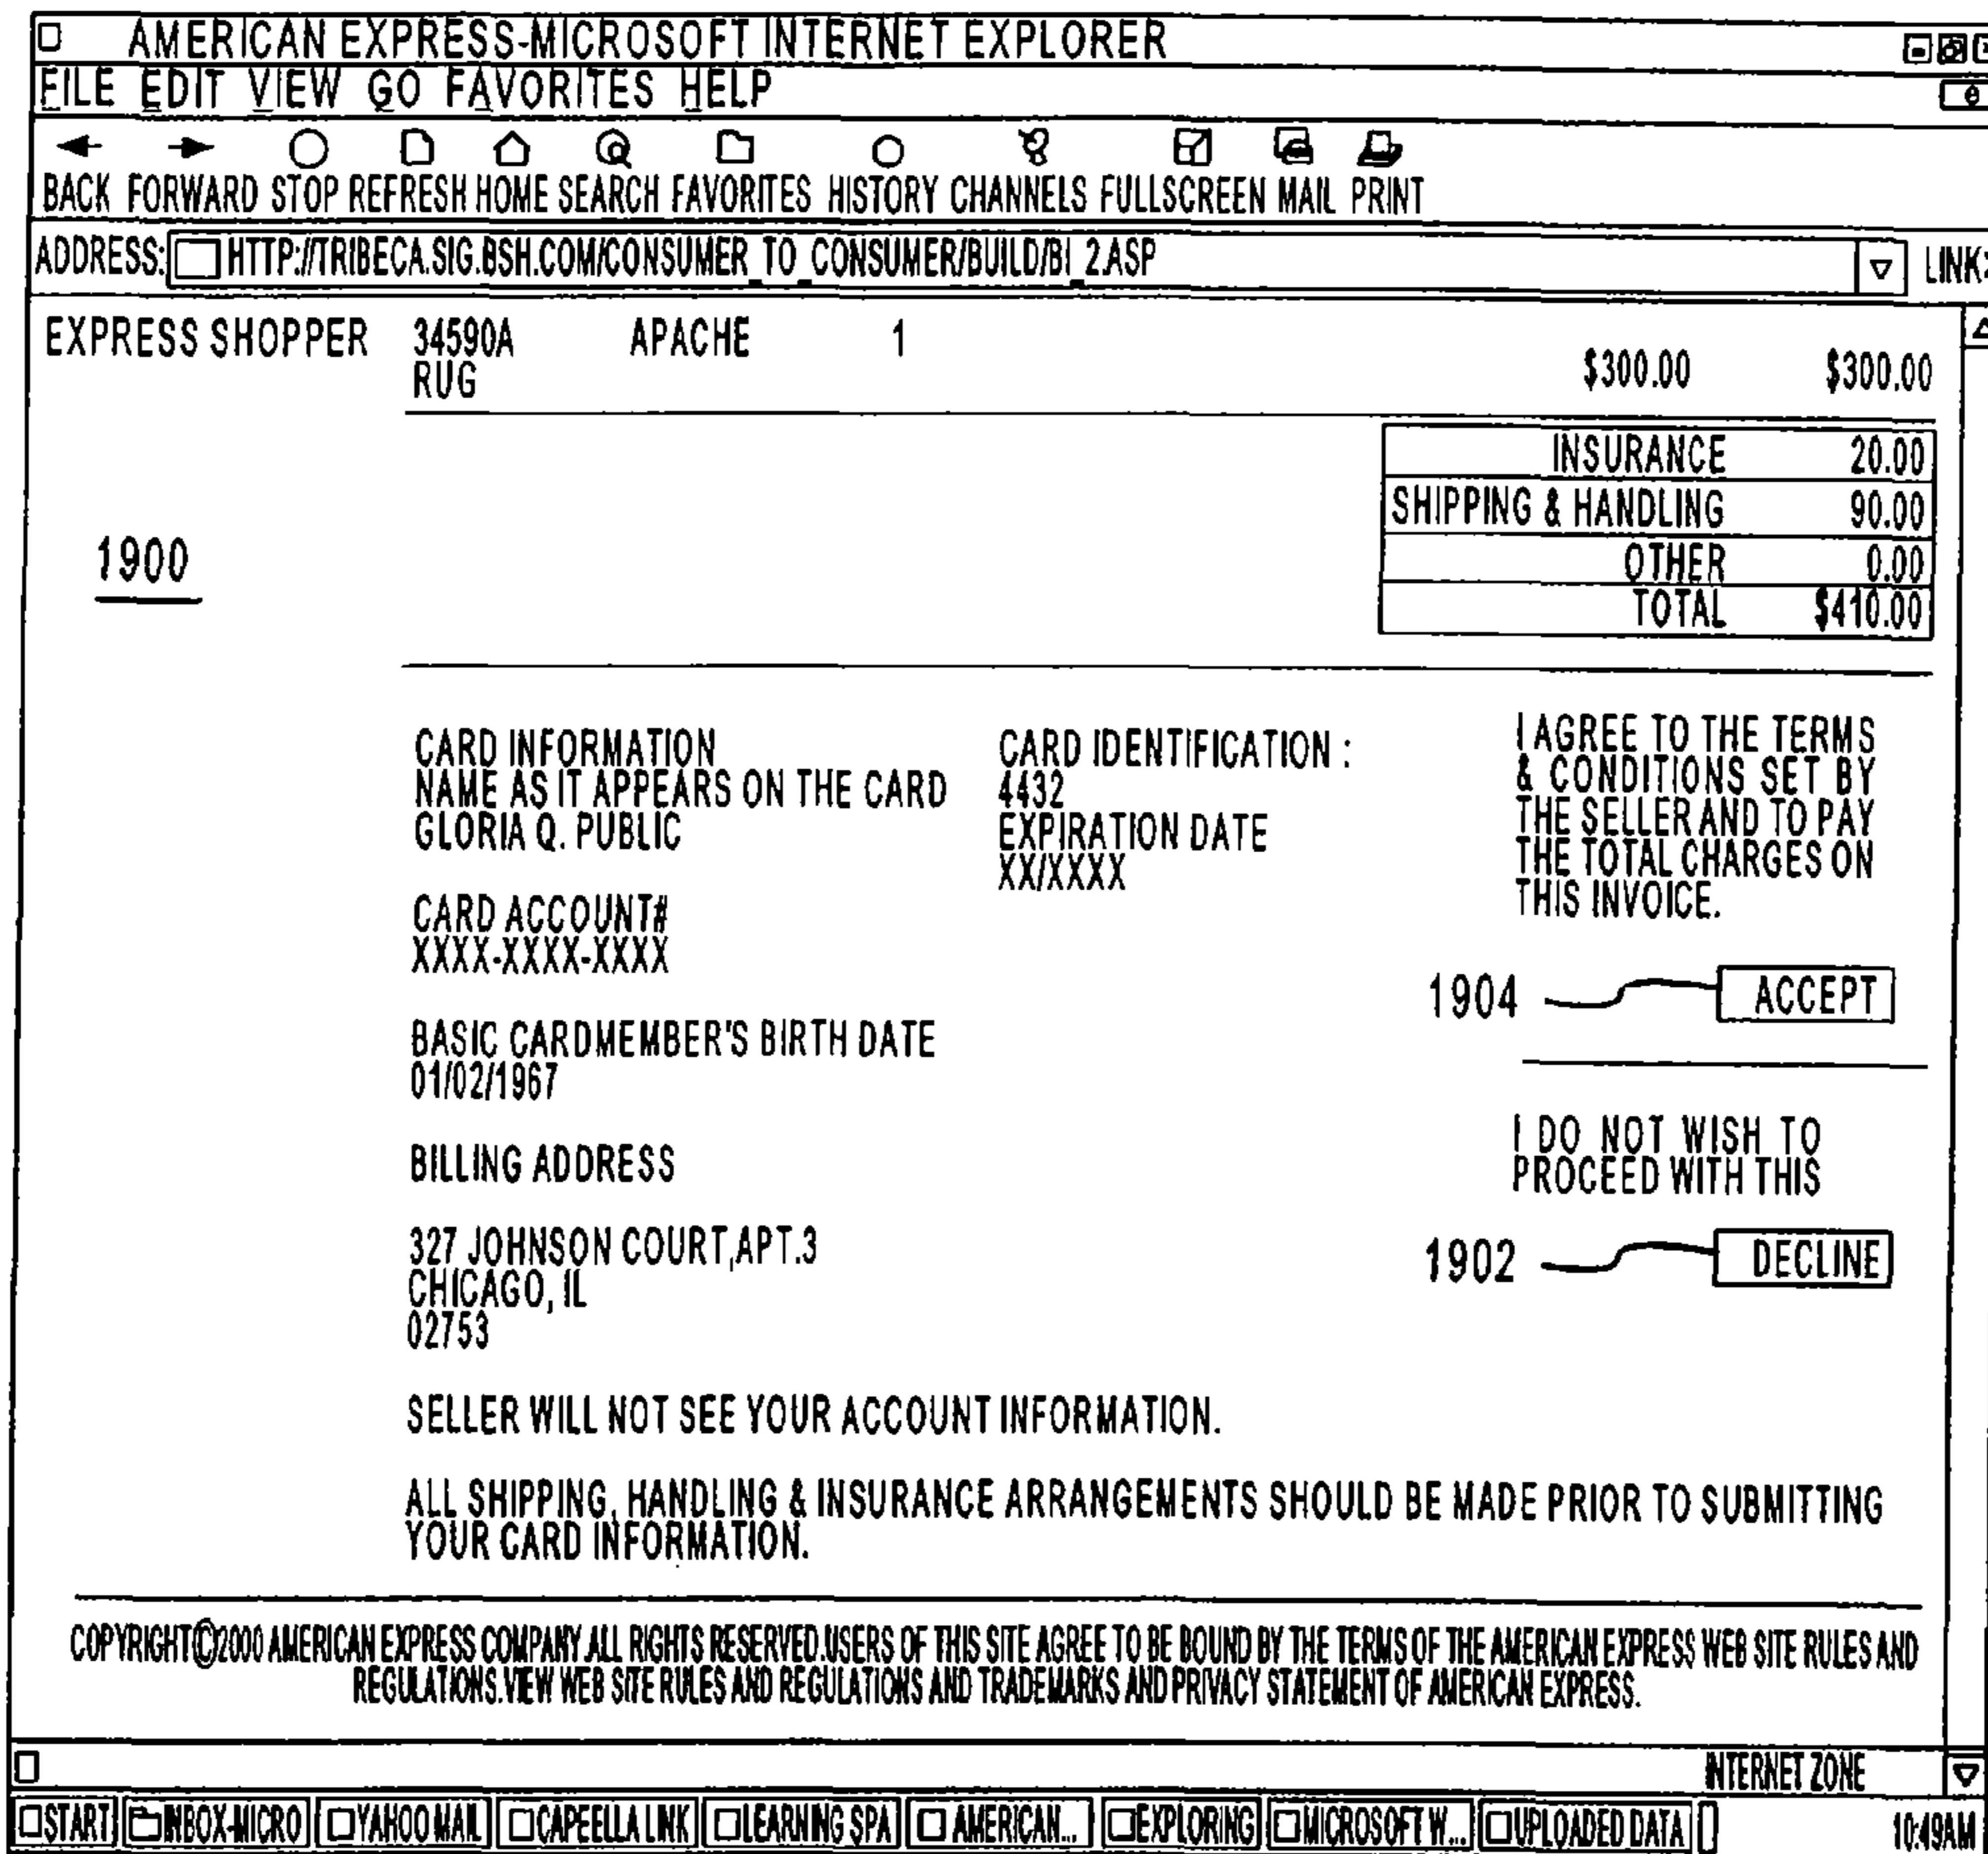 AMERICAN EXPRESS-MICROSOFT INTERNET EXPLORER
FILE EDIT VIEW GO FAVORITES HELP
BACK FORWARD STOP REFRESH HOME SEARCH FAVORITES HISTORY CHANNELS FULLSCREEN MAIL PRINT
ADDRESS: HTTP://TRIBECA.SIG.BSH.COM/CONSUMER_TO_CONSUMER/BUILD/BI_2.ASP LINK
EXPRESS SHOPPER 34590A APACHE 1
RUG $300.00 $300.00
INSURANCE 20.00
SHIPPING & HANDLING 90.00
1900
OTHER 0.00
TOTAL $410.00
CARD INFORMATION
NAME AS IT APPEARS ON THE CARD
GLORIA Q. PUBLIC
CARD ACCOUNT#
XXXX-XXXX-XXXX
BASIC CARDMEMBER'S BIRTH DATE
01/02/1967
BILLING ADDRESS
327 JOHNSON COURT,APT.3
CHICAGO, IL
02753
CARD IDENTIFICATION :
4432
EXPIRATION DATE
XX/XXXX
I AGREE TO THE TERMS
& CONDITIONS SET BY
THE SELLER AND TO PAY
THE TOTAL CHARGES ON
THIS INVOICE.
1904 ACCEPT
I DO NOT WISH TO
PROCEED WITH THIS
1902 DECLINE
SELLER WILL NOT SEE YOUR ACCOUNT INFORMATION.
ALL SHIPPING, HANDLING & INSURANCE ARRANGEMENTS SHOULD BE MADE PRIOR TO SUBMITTING
YOUR CARD INFORMATION.
COPYRIGHT©2000 AMERICAN EXPRESS COMPANY ALL RIGHTS RESERVED.USERS OF THIS SITE AGREE TO BE BOUND BY THE TERMS OF THE AMERICAN EXPRESS WEB SITE RULES AND
REGULATIONS.VIEW WEB SITE RULES AND REGULATIONS AND TRADEMARKS AND PRIVACY STATEMENT OF AMERICAN EXPRESS.
INTERNET ZONE
START INBOX-MICRO YAHOO MAIL CAPEELLA LINK LEARNING SPA AMERICAN... EXPLORING MICROSOFT W... UPLOADED DATA 10:49AM